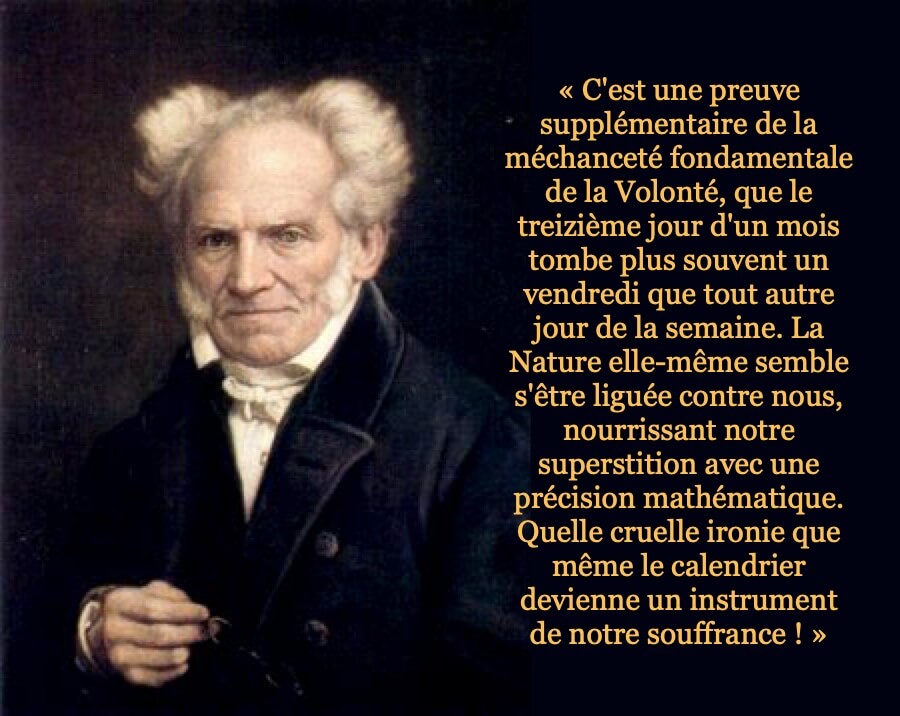 « C'est une preuve
supplémentaire de la
méchanceté fondamentale
de la Volonté, que le
treizième jour d'un mois
tombe plus souvent un
vendredi que tout autre
jour de la semaine. La
Nature elle-même semble
s'être liguée contre nous,
nourrissant notre
superstition avec une
précision mathématique.
Quelle cruelle ironie que
même le calendrier
devienne un instrument
de notre souffrance ! »